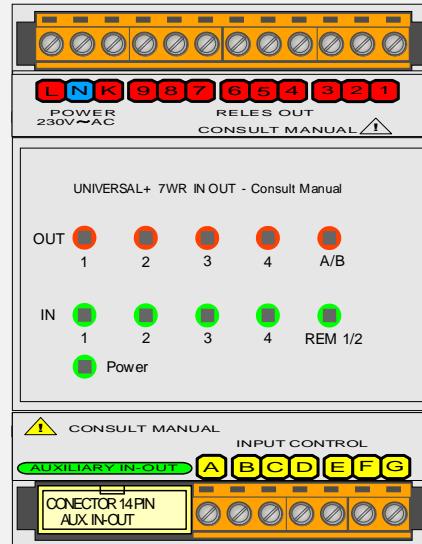 L N K 9 8 7 6 5 4 3 2 1
POWER RELES OUT
230V~AC
CONSULT MANUAL
UNIVERSAL+ 7WR IN OUT - Consult Manual
OUT
1 2 3 4 A/B
IN
1 2 3 4 REM 1/2
Power
CONSULT MANUAL
INPUT CONTROL
AUXILIARY IN-OUT A B C D E F G
CONECTOR 14 PIN
AUX. IN-OUT